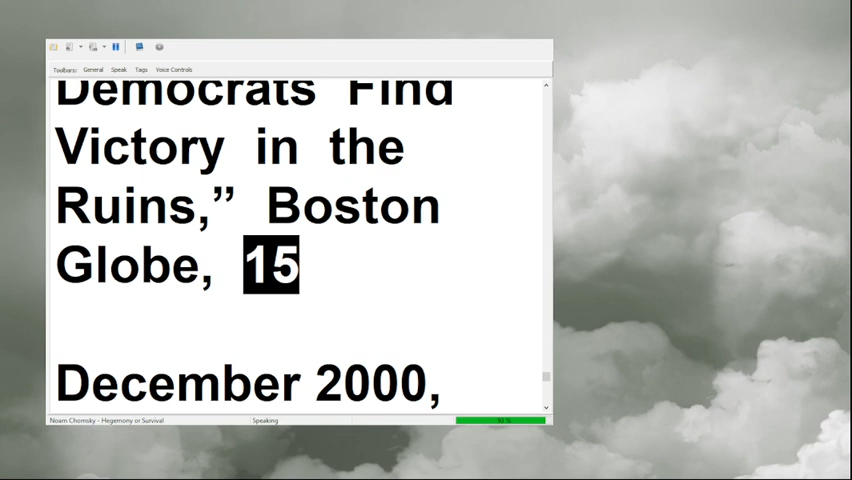 Toolbars: General Speak Tags Voice Controls
Democrats Find
Victory in the
Ruins,” Boston
Globe, 15
December 2000,
Noam Chomsky - Hegemony or Survival Speaking